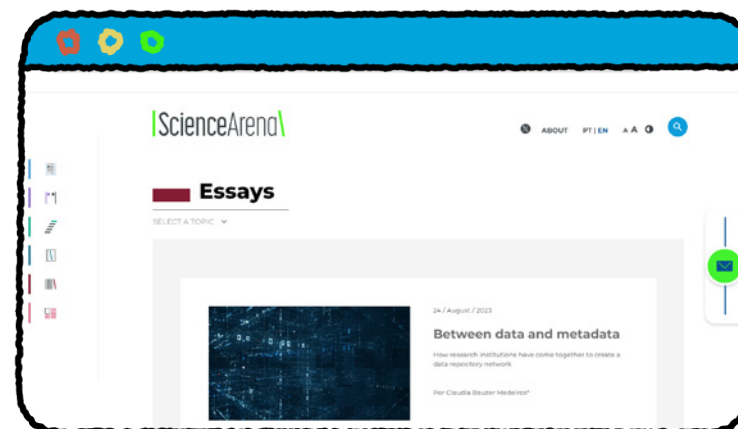 |ScienceArena\
ABOUT PT | EN A A
Essays
SELECT A TOPIC
24 / August / 2023
Between data and metadata
How research institutions have come together to create a
data repository network
Por Claudia Bauzer Medeiros*